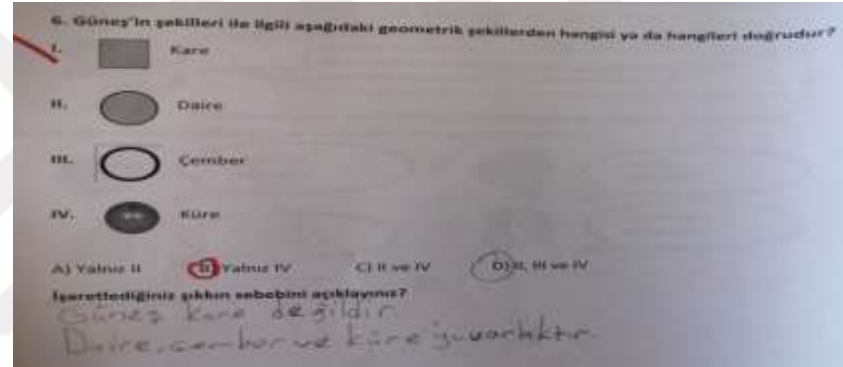 6. Güneş'in şekilleri ile ilgili aşağıdaki geometrik şekillerden hangisi ya da hangileri doğrudur?
I. Kare
II. Daire
III. Çember
IV. Küre
A) Yalnız II B) Yalnız IV C) II ve IV D) II, III ve IV
İşaretlediğiniz şıkkın sebebini açıklayınız?
Güneş kare değildir
Daire, çember ve küre yuvarlaktır.